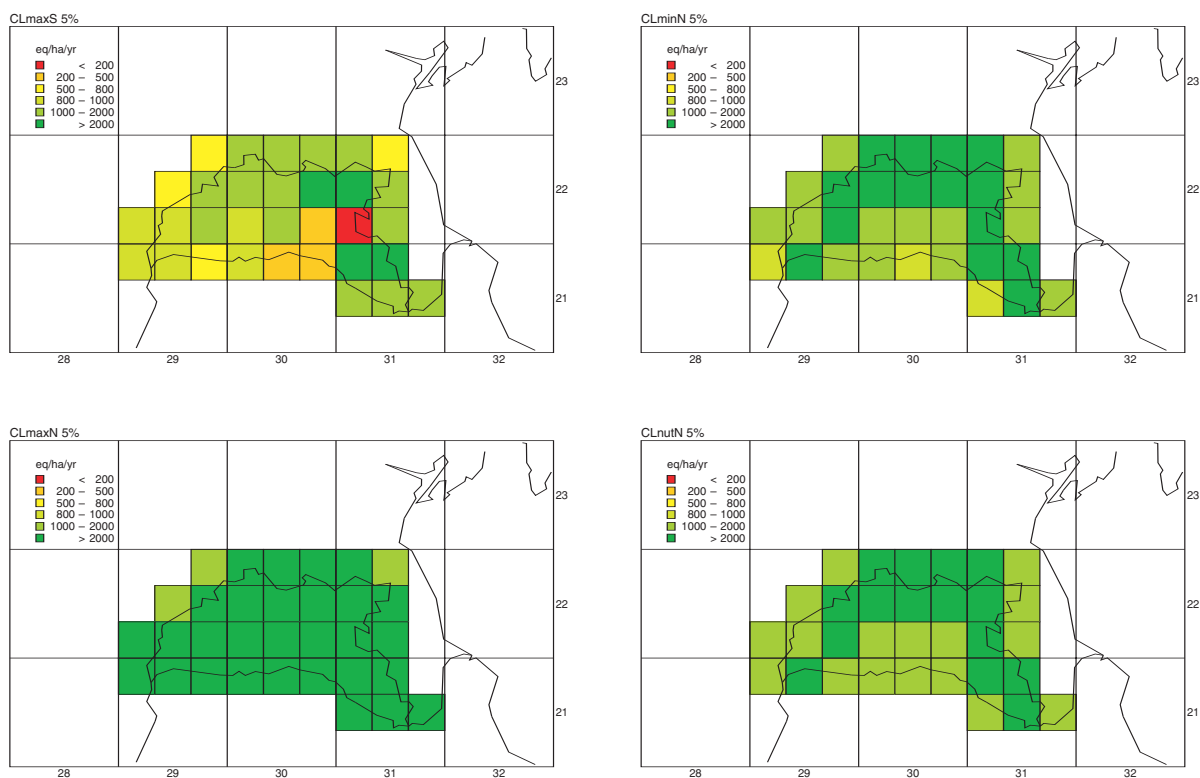 CLmaxS 5%
eq/ha/yr
< 200
200 – 500
500 – 800
800 – 1000
1000 – 2000
> 2000
23
22
21
28 29 30 31 32
CLminN 5%
eq/ha/yr
< 200
200 – 500
500 – 800
800 – 1000
1000 – 2000
> 2000
23
22
21
28 29 30 31 32
CLmaxN 5%
eq/ha/yr
< 200
200 – 500
500 – 800
800 – 1000
1000 – 2000
> 2000
23
22
21
28 29 30 31 32
CLnutN 5%
eq/ha/yr
< 200
200 – 500
500 – 800
800 – 1000
1000 – 2000
> 2000
23
22
21
28 29 30 31 32